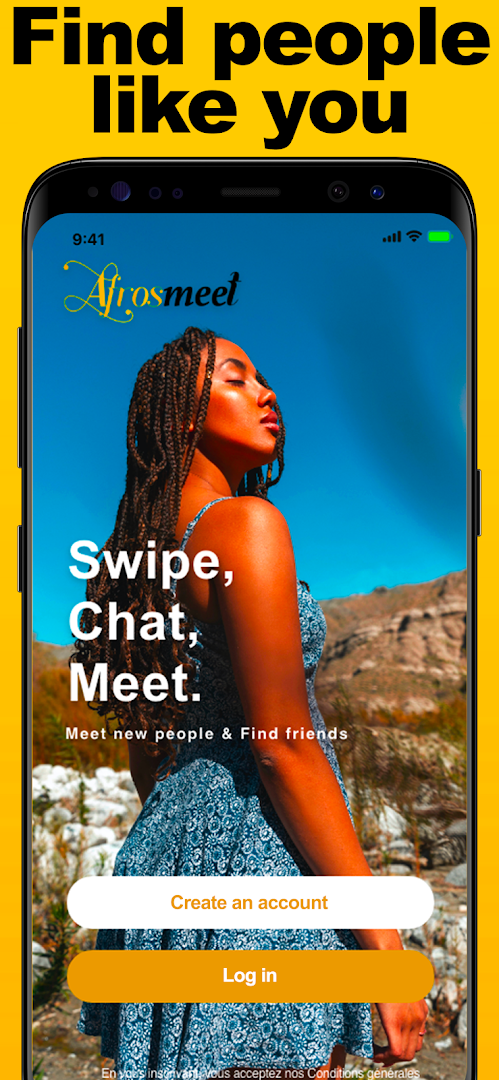 Find people
like you
9:41
Afrosmeet
Swipe,
Chat,
Meet.
Meet new people & Find friends
Create an account
Log in
En vous inscrivant, vous acceptez nos Conditions générales